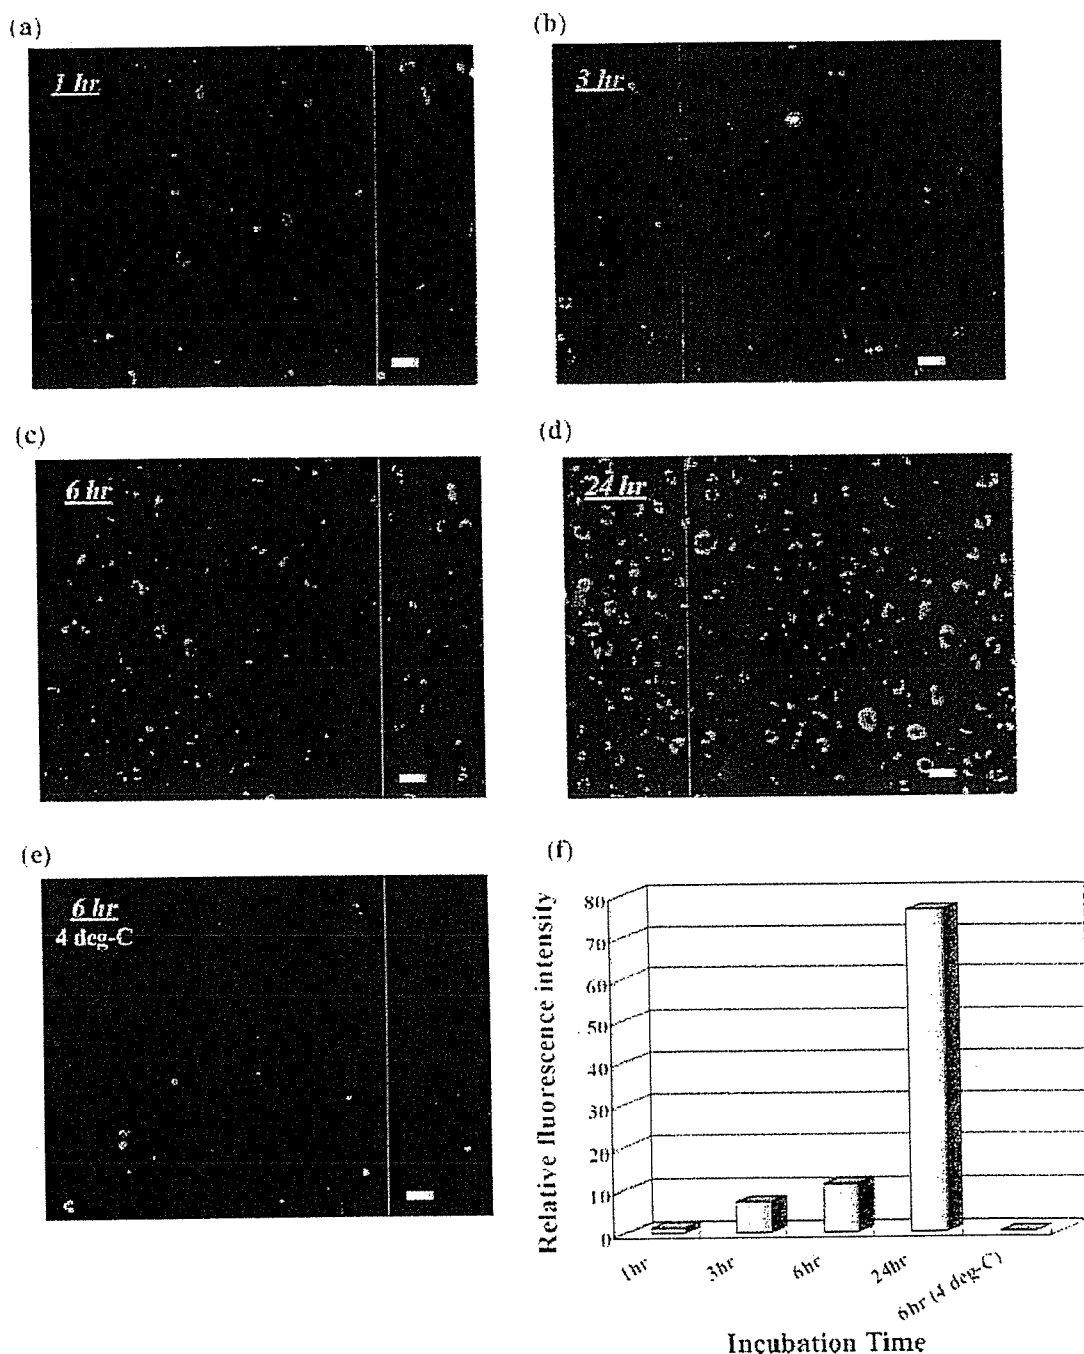 (a)
1 hr
(b)
3 hr
(c)
6 hr
(d)
24 hr
(e)
6 hr
4 deg-C
(f)
Relative fluorescence intensity
80
70
60
50
40
30
20
10
0
1hr
3hr
6hr
24hr
6hr (4 deg-C)
Incubation Time